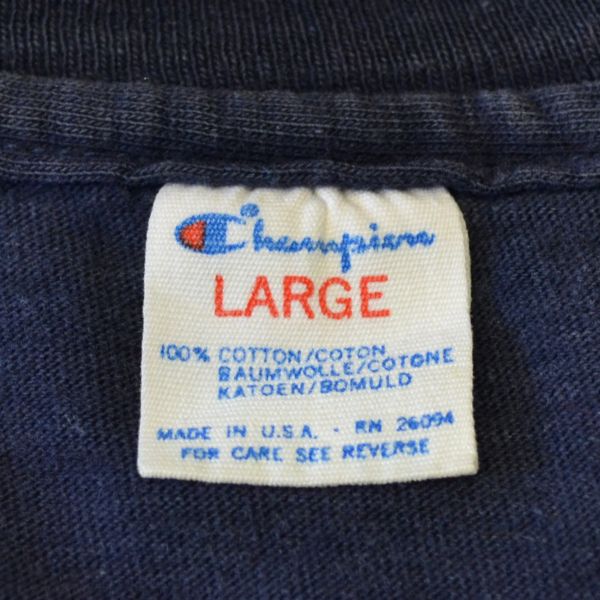 Champion
LARGE
100% COTTON/COTON
BAUMWOLLE/COTONE
KATOEN/BOMULD
MADE IN U.S.A. - RN 26094
FOR CARE SEE REVERSE